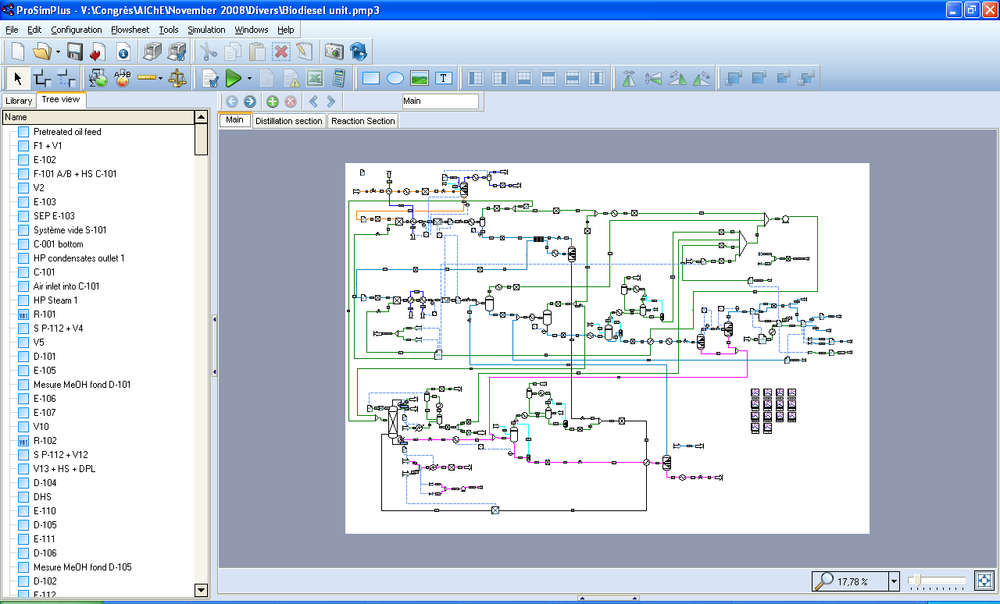 ProSimPlus - V:\Congrès\AIChE\November 2008\Divers\Biodiesel unit.pmp3
File Edit Configuration Flowsheet Tools Simulation Windows Help
Library Tree view
Main
Name
Main Distillation section Reaction Section
Pretreated oil feed
F1 + V1
E-102
F-101 A/B + HS C-101
V2
E-103
SEP E-103
Système vide S-101
C-001 bottom
HP condensates outlet 1
C-101
Air inlet into C-101
HP Steam 1
R-101
S P-112 + V4
V5
D-101
E-105
Mesure MeOH fond D-101
E-106
E-107
V10
R-102
S P-112 + V12
V13 + HS + DPL
D-104
DHS
E-110
D-105
E-111
D-106
Mesure MeOH fond D-105
D-102
E-112
17,78 %